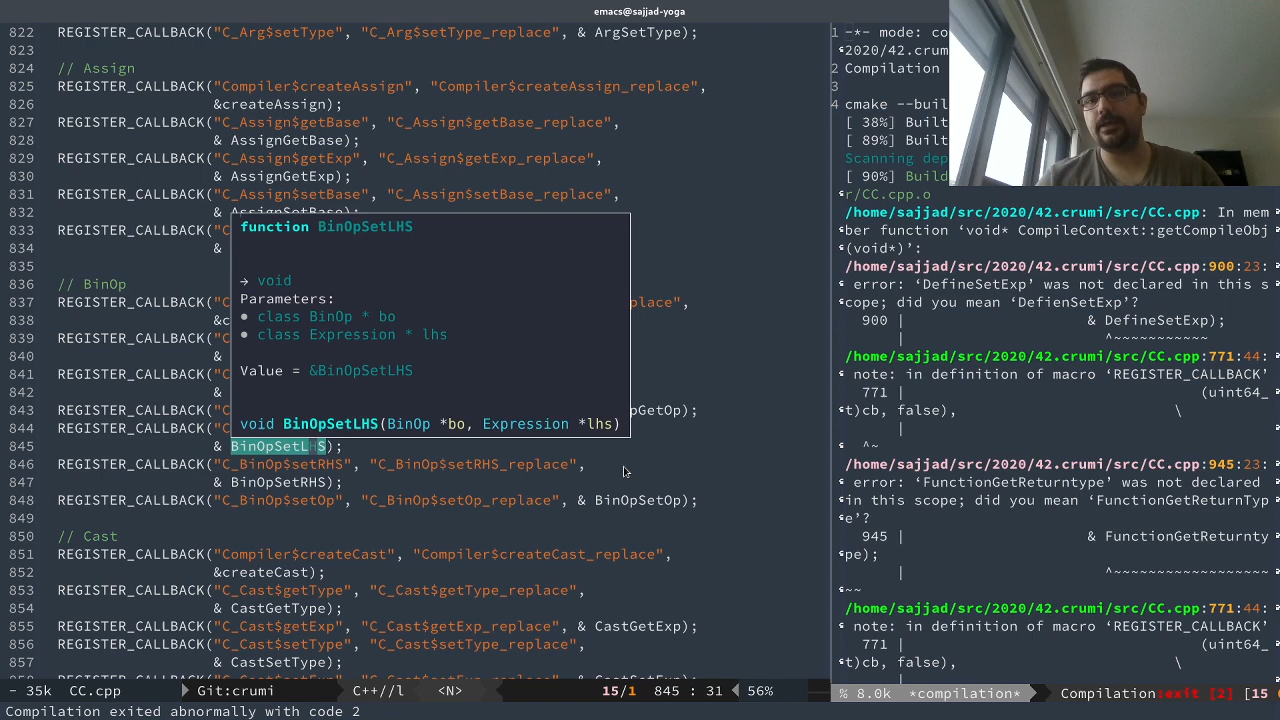 emacs@sajjad-yoga
822 REGISTER_CALLBACK("C_Arg$setType", "C_Arg$setType_replace", & ArgSetType);
823
824 // Assign
825 REGISTER_CALLBACK("Compiler$createAssign", "Compiler$createAssign_replace",
826 &createAssign);
827 REGISTER_CALLBACK("C_Assign$getBase", "C_Assign$getBase_replace",
828 & AssignGetBase);
829 REGISTER_CALLBACK("C_Assign$getExp", "C_Assign$getExp_replace",
830 & AssignGetExp);
831 REGISTER_CALLBACK("C_Assign$setBase", "C_Assign$setBase_replace",
832 & AssignSetBase);
833 REGISTER_CALLBACK("C
834 &
835
836 // BinOp
837 REGISTER_CALLBACK("C place",
838 &c
839 REGISTER_CALLBACK("C
840 &
841 REGISTER_CALLBACK("C
842 &
843 REGISTER_CALLBACK("C pGetOp);
844 REGISTER_CALLBACK("C
845 & BinOpSetLHS);
846 REGISTER_CALLBACK("C_BinOp$setRHS", "C_BinOp$setRHS_replace",
847 & BinOpSetRHS);
848 REGISTER_CALLBACK("C_BinOp$setOp", "C_BinOp$setOp_replace", & BinOpSetOp);
849
850 // Cast
851 REGISTER_CALLBACK("Compiler$createCast", "Compiler$createCast_replace",
852 &createCast);
853 REGISTER_CALLBACK("C_Cast$getType", "C_Cast$getType_replace",
854 & CastGetType);
855 REGISTER_CALLBACK("C_Cast$getExp", "C_Cast$getExp_replace", & CastGetExp);
856 REGISTER_CALLBACK("C_Cast$setType", "C_Cast$setType_replace",
857 & CastSetType);
function BinOpSetLHS
→ void
Parameters:
● class BinOp * bo
● class Expression * lhs
Value = &BinOpSetLHS
void BinOpSetLHS(BinOp *bo, Expression *lhs)
1 -*- mode: co
2020/42.crumi
2 Compilation
3
4 cmake --buil
[ 38%] Built
[ 89%] Built
Scanning dep
[ 90%] Build
r/CC.cpp.o
/home/sajjad/src/2020/42.crumi/src/CC.cpp: In mem
ber function ‘void* CompileContext::getCompileObj
(void*)’:
/home/sajjad/src/2020/42.crumi/src/CC.cpp:900:23:
error: ‘DefineSetExp’ was not declared in this s
cope; did you mean ‘DefienSetExp’?
900 | & DefineSetExp);
| ^~~~~~~~~~~~
/home/sajjad/src/2020/42.crumi/src/CC.cpp:771:44:
note: in definition of macro ‘REGISTER_CALLBACK’
771 | (uint64_
t)cb, false), \
|
^~
/home/sajjad/src/2020/42.crumi/src/CC.cpp:945:23:
error: ‘FunctionGetReturntype’ was not declared
in this scope; did you mean ‘FunctionGetReturnTyp
e’?
945 | & FunctionGetReturnty
pe);
| ^~~~~~~~~~~~~~~~~~~
~~
/home/sajjad/src/2020/42.crumi/src/CC.cpp:771:44:
note: in definition of macro ‘REGISTER_CALLBACK’
771 | (uint64_
t)cb, false), \
- 35k CC.cpp Git:crumi C++//l <N> 15/1 845 : 31 56%
% 8.0k *compilation* Compilation:exit [2] [15
Compilation exited abnormally with code 2